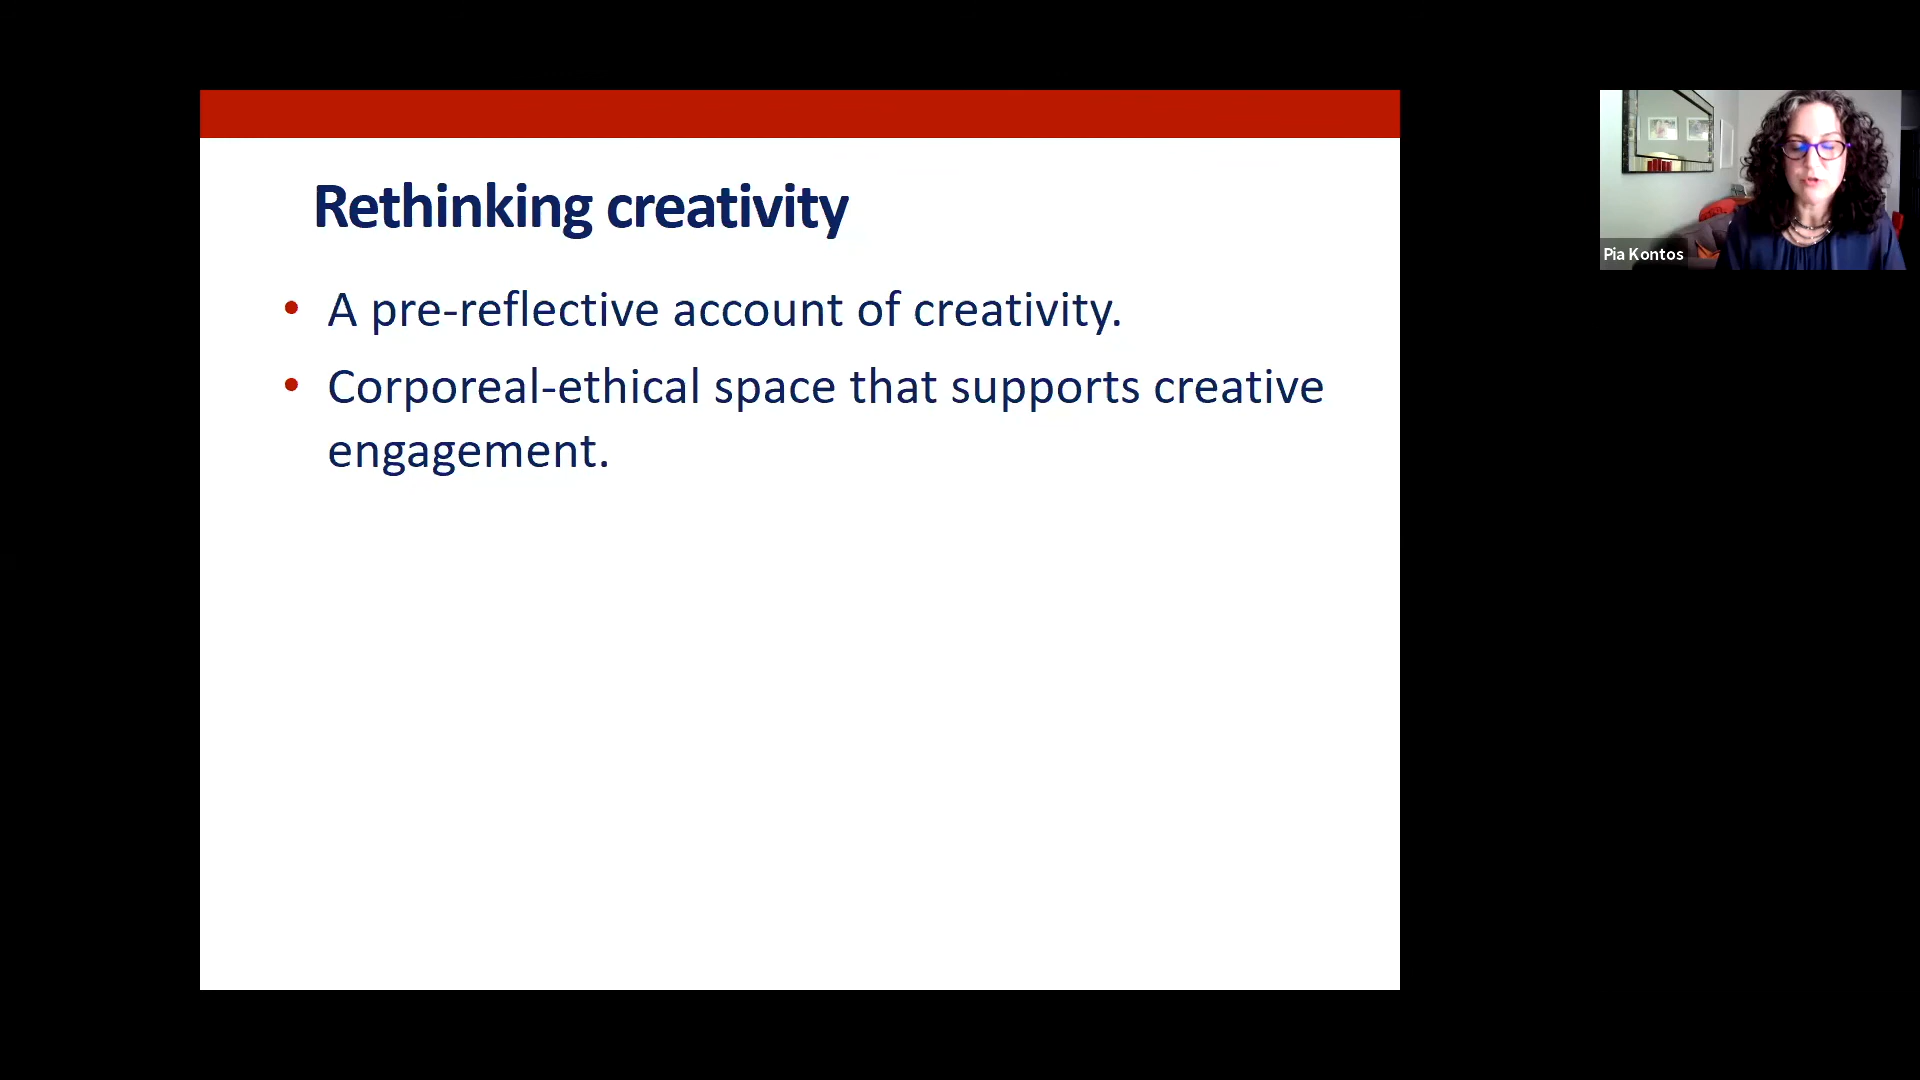 Rethinking creativity
• A pre-reflective account of creativity.
• Corporeal-ethical space that supports creative
engagement.
Pia Kontos